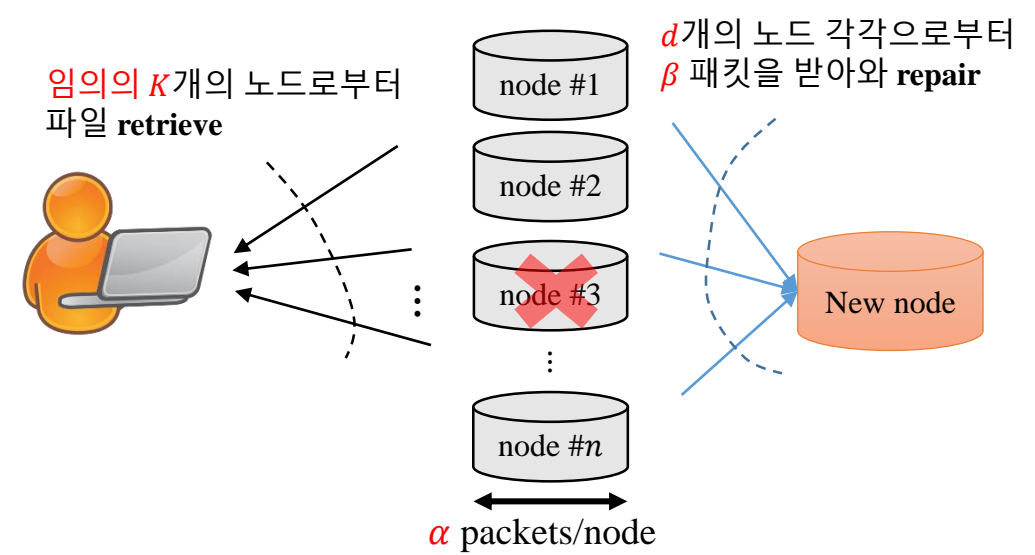 임의의 K개의 노드로부터
파일 retrieve
node #1
node #2
node #3
⋮
⋮
node #n
α packets/node
d개의 노드 각각으로부터
β 패킷을 받아와 repair
New node